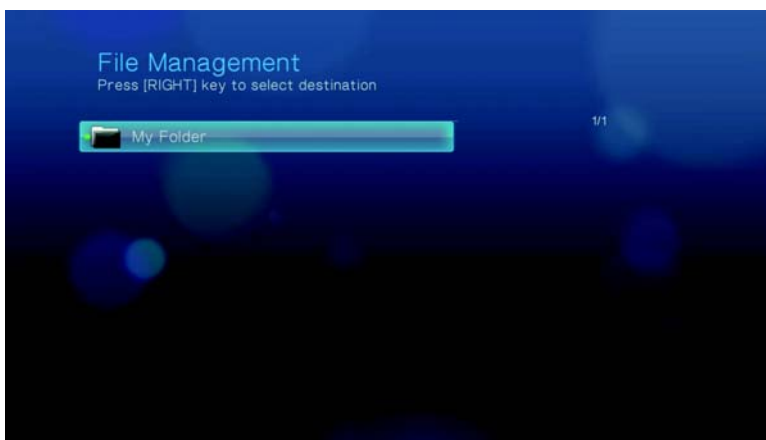 File Management
Press [RIGHT] key to select destination
My Folder
1/1